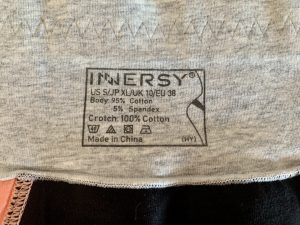 INNERSY®
US S/JP XL/UK 10/EU 38
Body: 95% Cotton
5% Spandex
Crotch: 100% Cotton
Made in China
(HY)